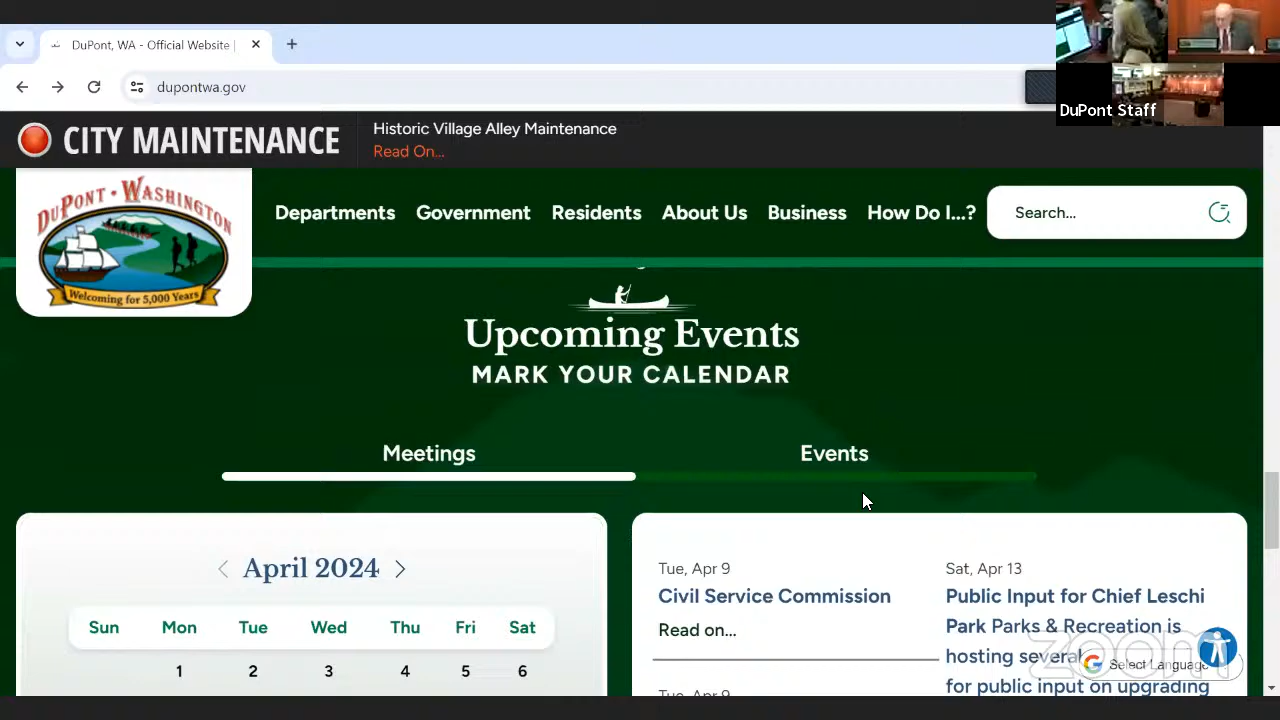 DuPont, WA - Official Website |
dupontwa.gov
DuPont Staff
CITY MAINTENANCE
Historic Village Alley Maintenance
Read On...
DUPONT • WASHINGTON
Welcoming for 5,000 Years
Departments Government Residents About Us Business How Do I...?
Search...
Upcoming Events
MARK YOUR CALENDAR
Meetings
Events
April 2024
Sun Mon Tue Wed Thu Fri Sat
1 2 3 4 5 6
Tue, Apr 9
Civil Service Commission
Read on...
Tue, Apr 9
Sat, Apr 13
Public Input for Chief Leschi
Park Parks & Recreation is
hosting several
for public input on upgrading
zoom
Select Language